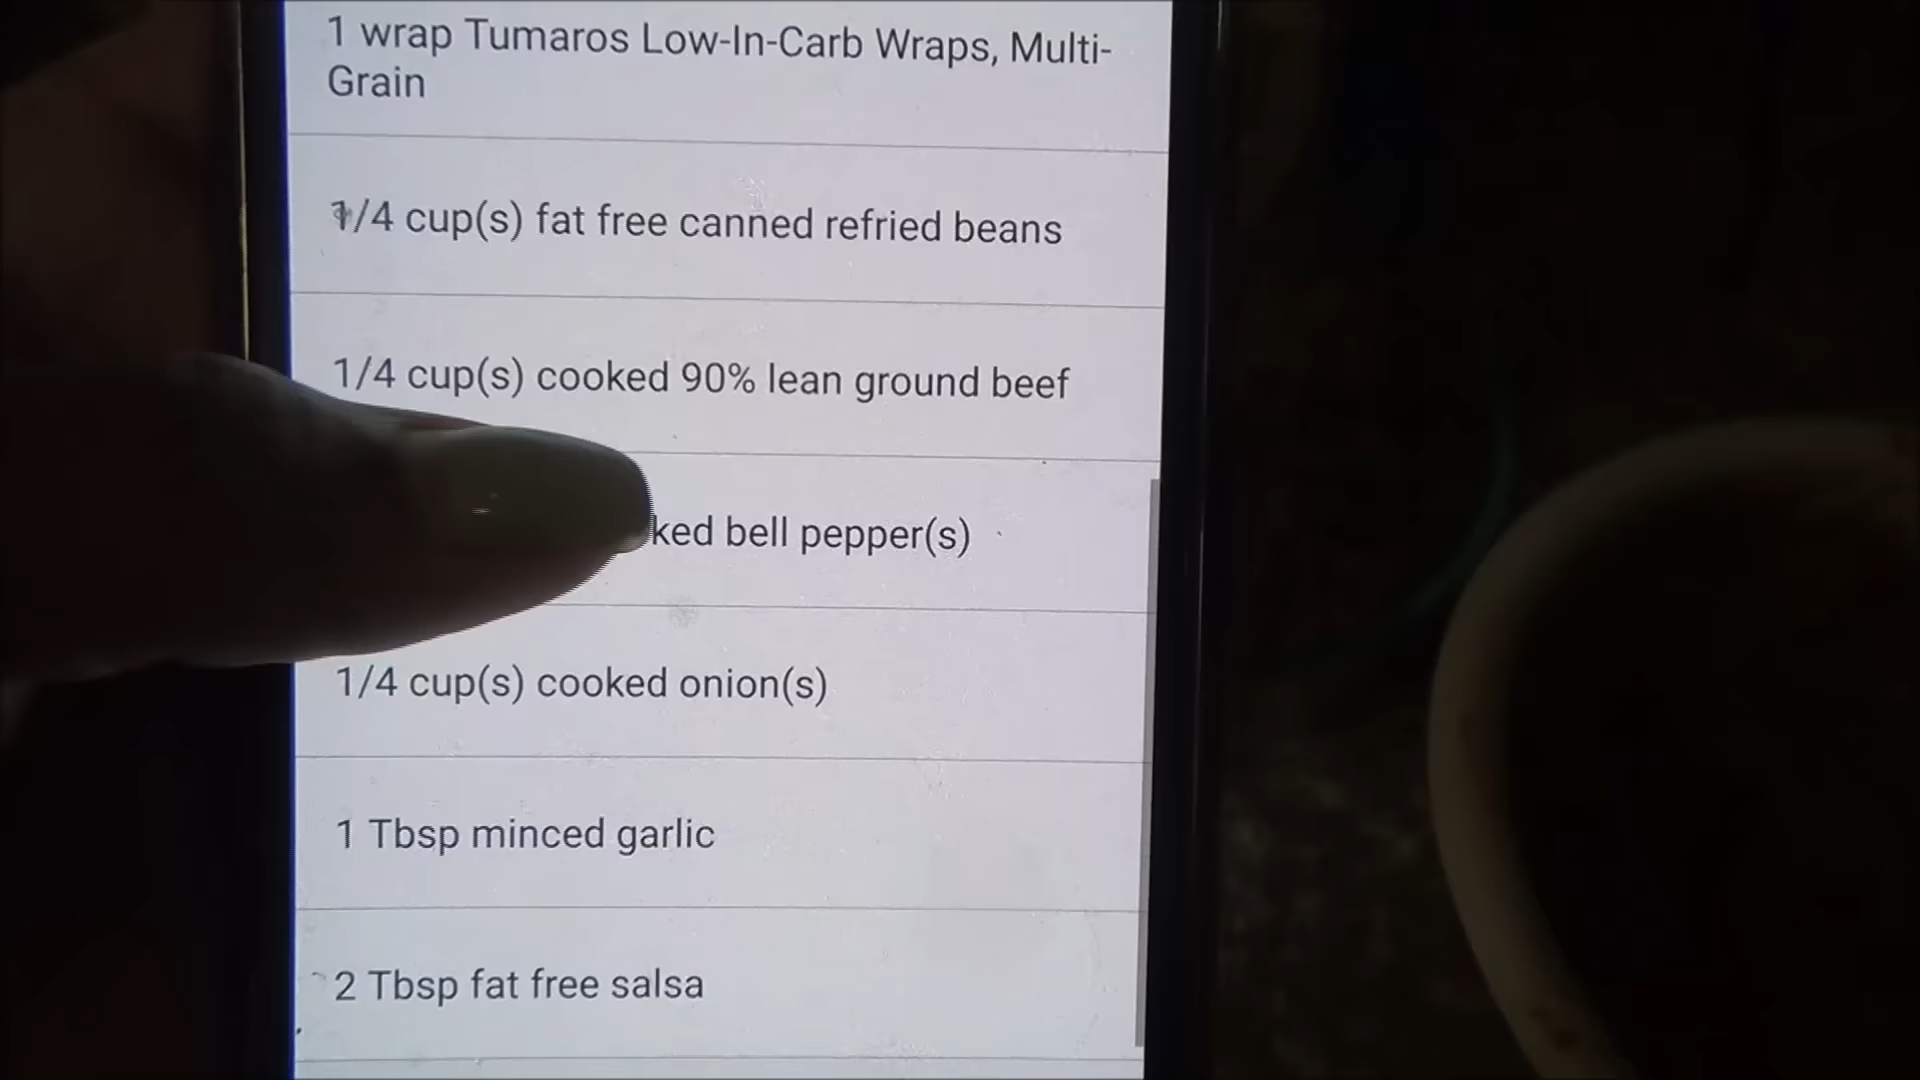 1 wrap Tumaros Low-In-Carb Wraps, Multi-
Grain
1/4 cup(s) fat free canned refried beans
1/4 cup(s) cooked 90% lean ground beef
ked bell pepper(s)
1/4 cup(s) cooked onion(s)
1 Tbsp minced garlic
2 Tbsp fat free salsa